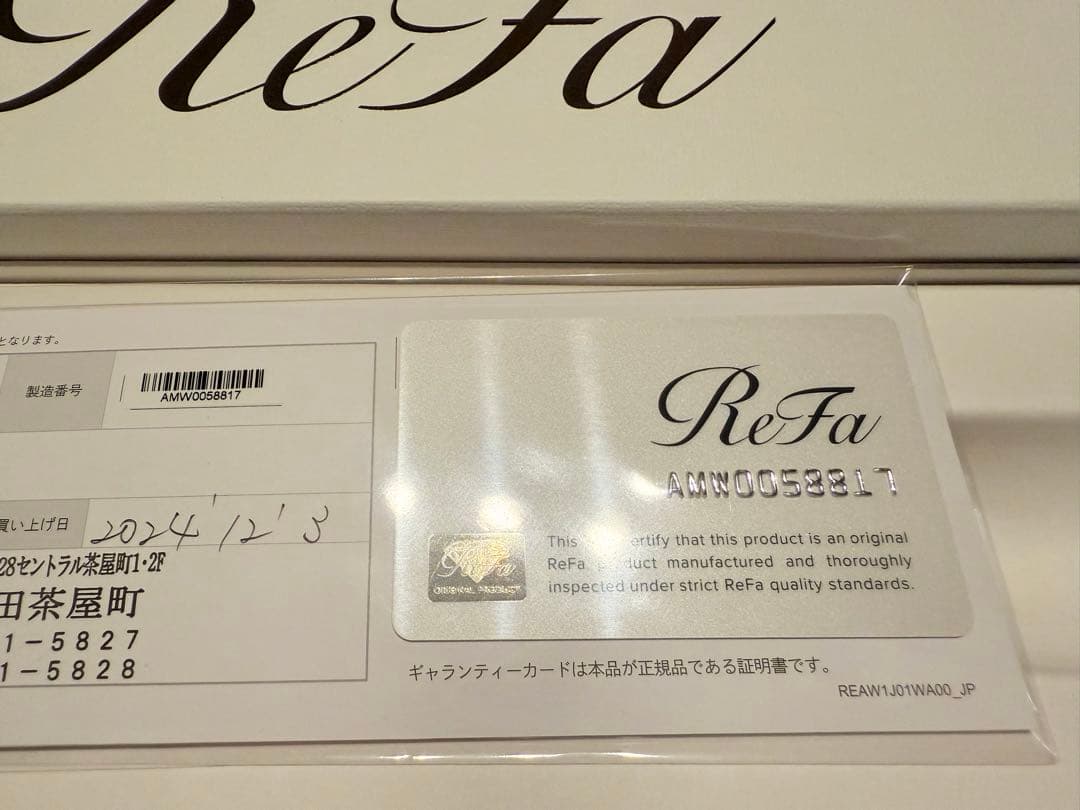 ReFa
となります。
製造番号
AMW0058817
買い上げ日
2024' 12' 3
28セントラル茶屋町1・2F
田茶屋町
1-5827
1-5828
ReFa
AMW0058817
This ertify that this product is an original
ReFa product manufactured and thoroughly
inspected under strict ReFa quality standards.
ReFa
ORIGINAL PRODUCT
ギャランティーカードは本品が正規品である証明書です。
REAW1J01WA00_JP